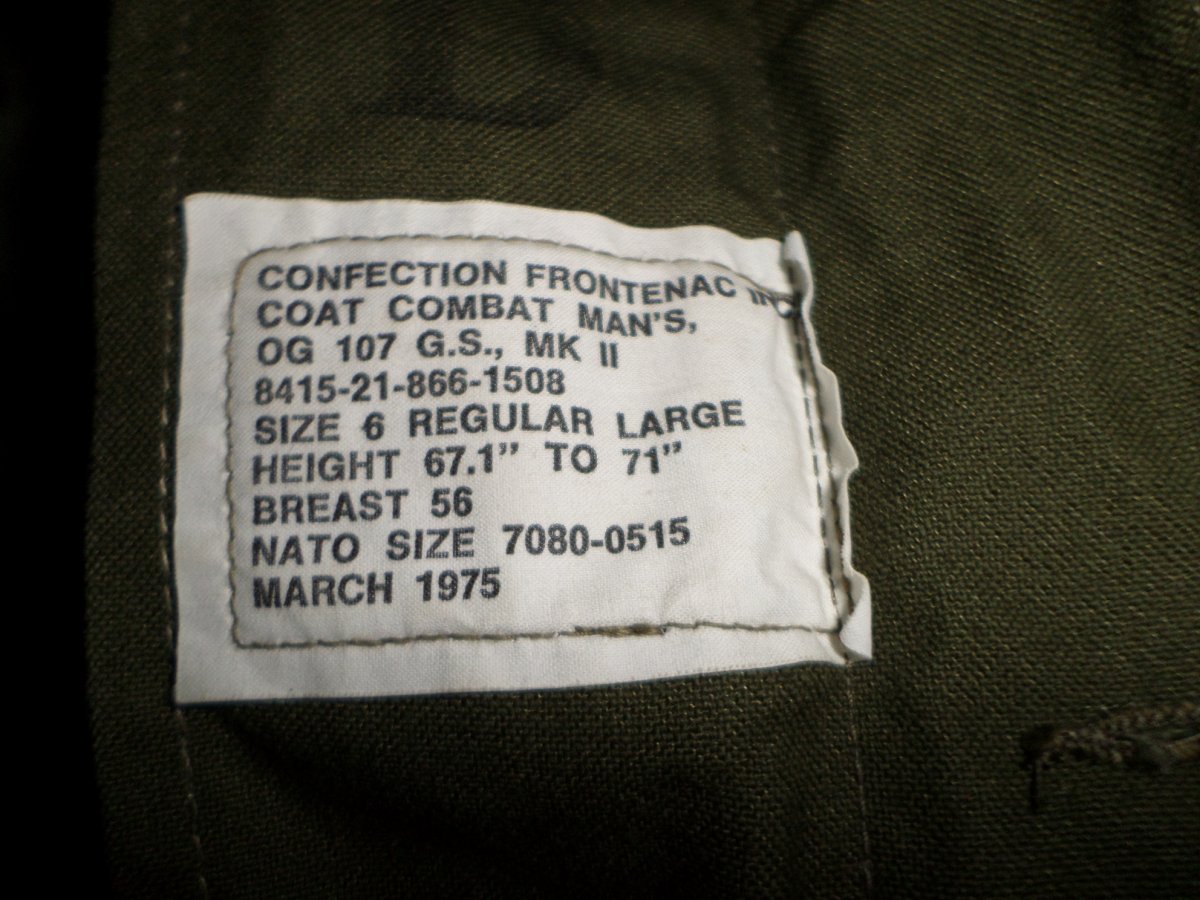 CONFECTION FRONTENAC
COAT COMBAT MAN'S,
OG 107 G.S., MK II
8415-21-866-1508
SIZE 6 REGULAR LARGE
HEIGHT 67.1" TO 71"
BREAST 56
NATO SIZE 7080-0515
MARCH 1975